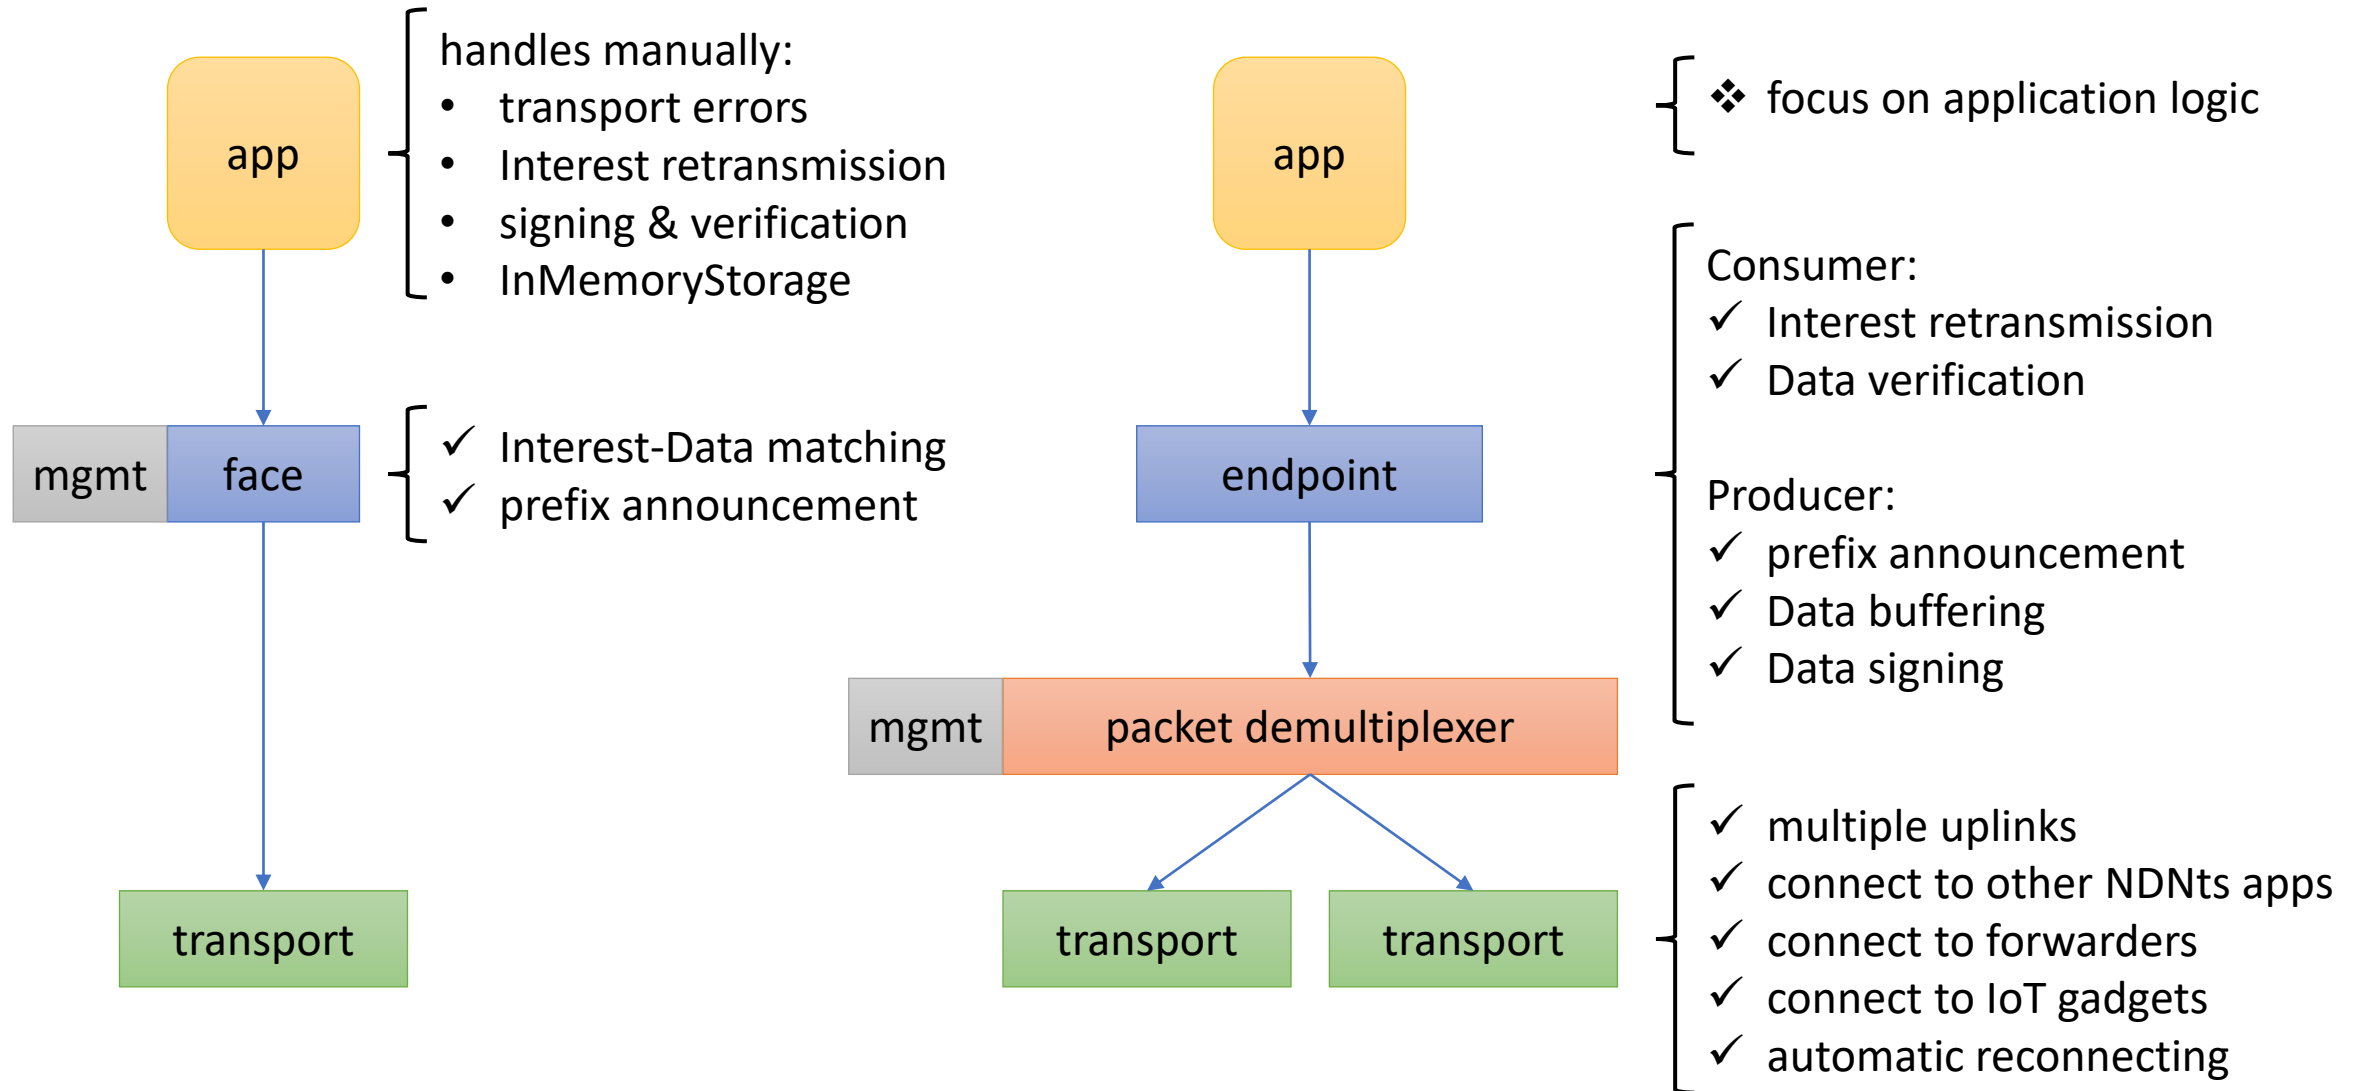 app
handles manually:
• transport errors
• Interest retransmission
• signing & verification
• InMemoryStorage
mgmt
face
✓ Interest-Data matching
✓ prefix announcement
transport
app
❖ focus on application logic
endpoint
Consumer:
✓ Interest retransmission
✓ Data verification
Producer:
✓ prefix announcement
✓ Data buffering
✓ Data signing
mgmt
packet demultiplexer
transport
transport
✓ multiple uplinks
✓ connect to other NDNts apps
✓ connect to forwarders
✓ connect to IoT gadgets
✓ automatic reconnecting